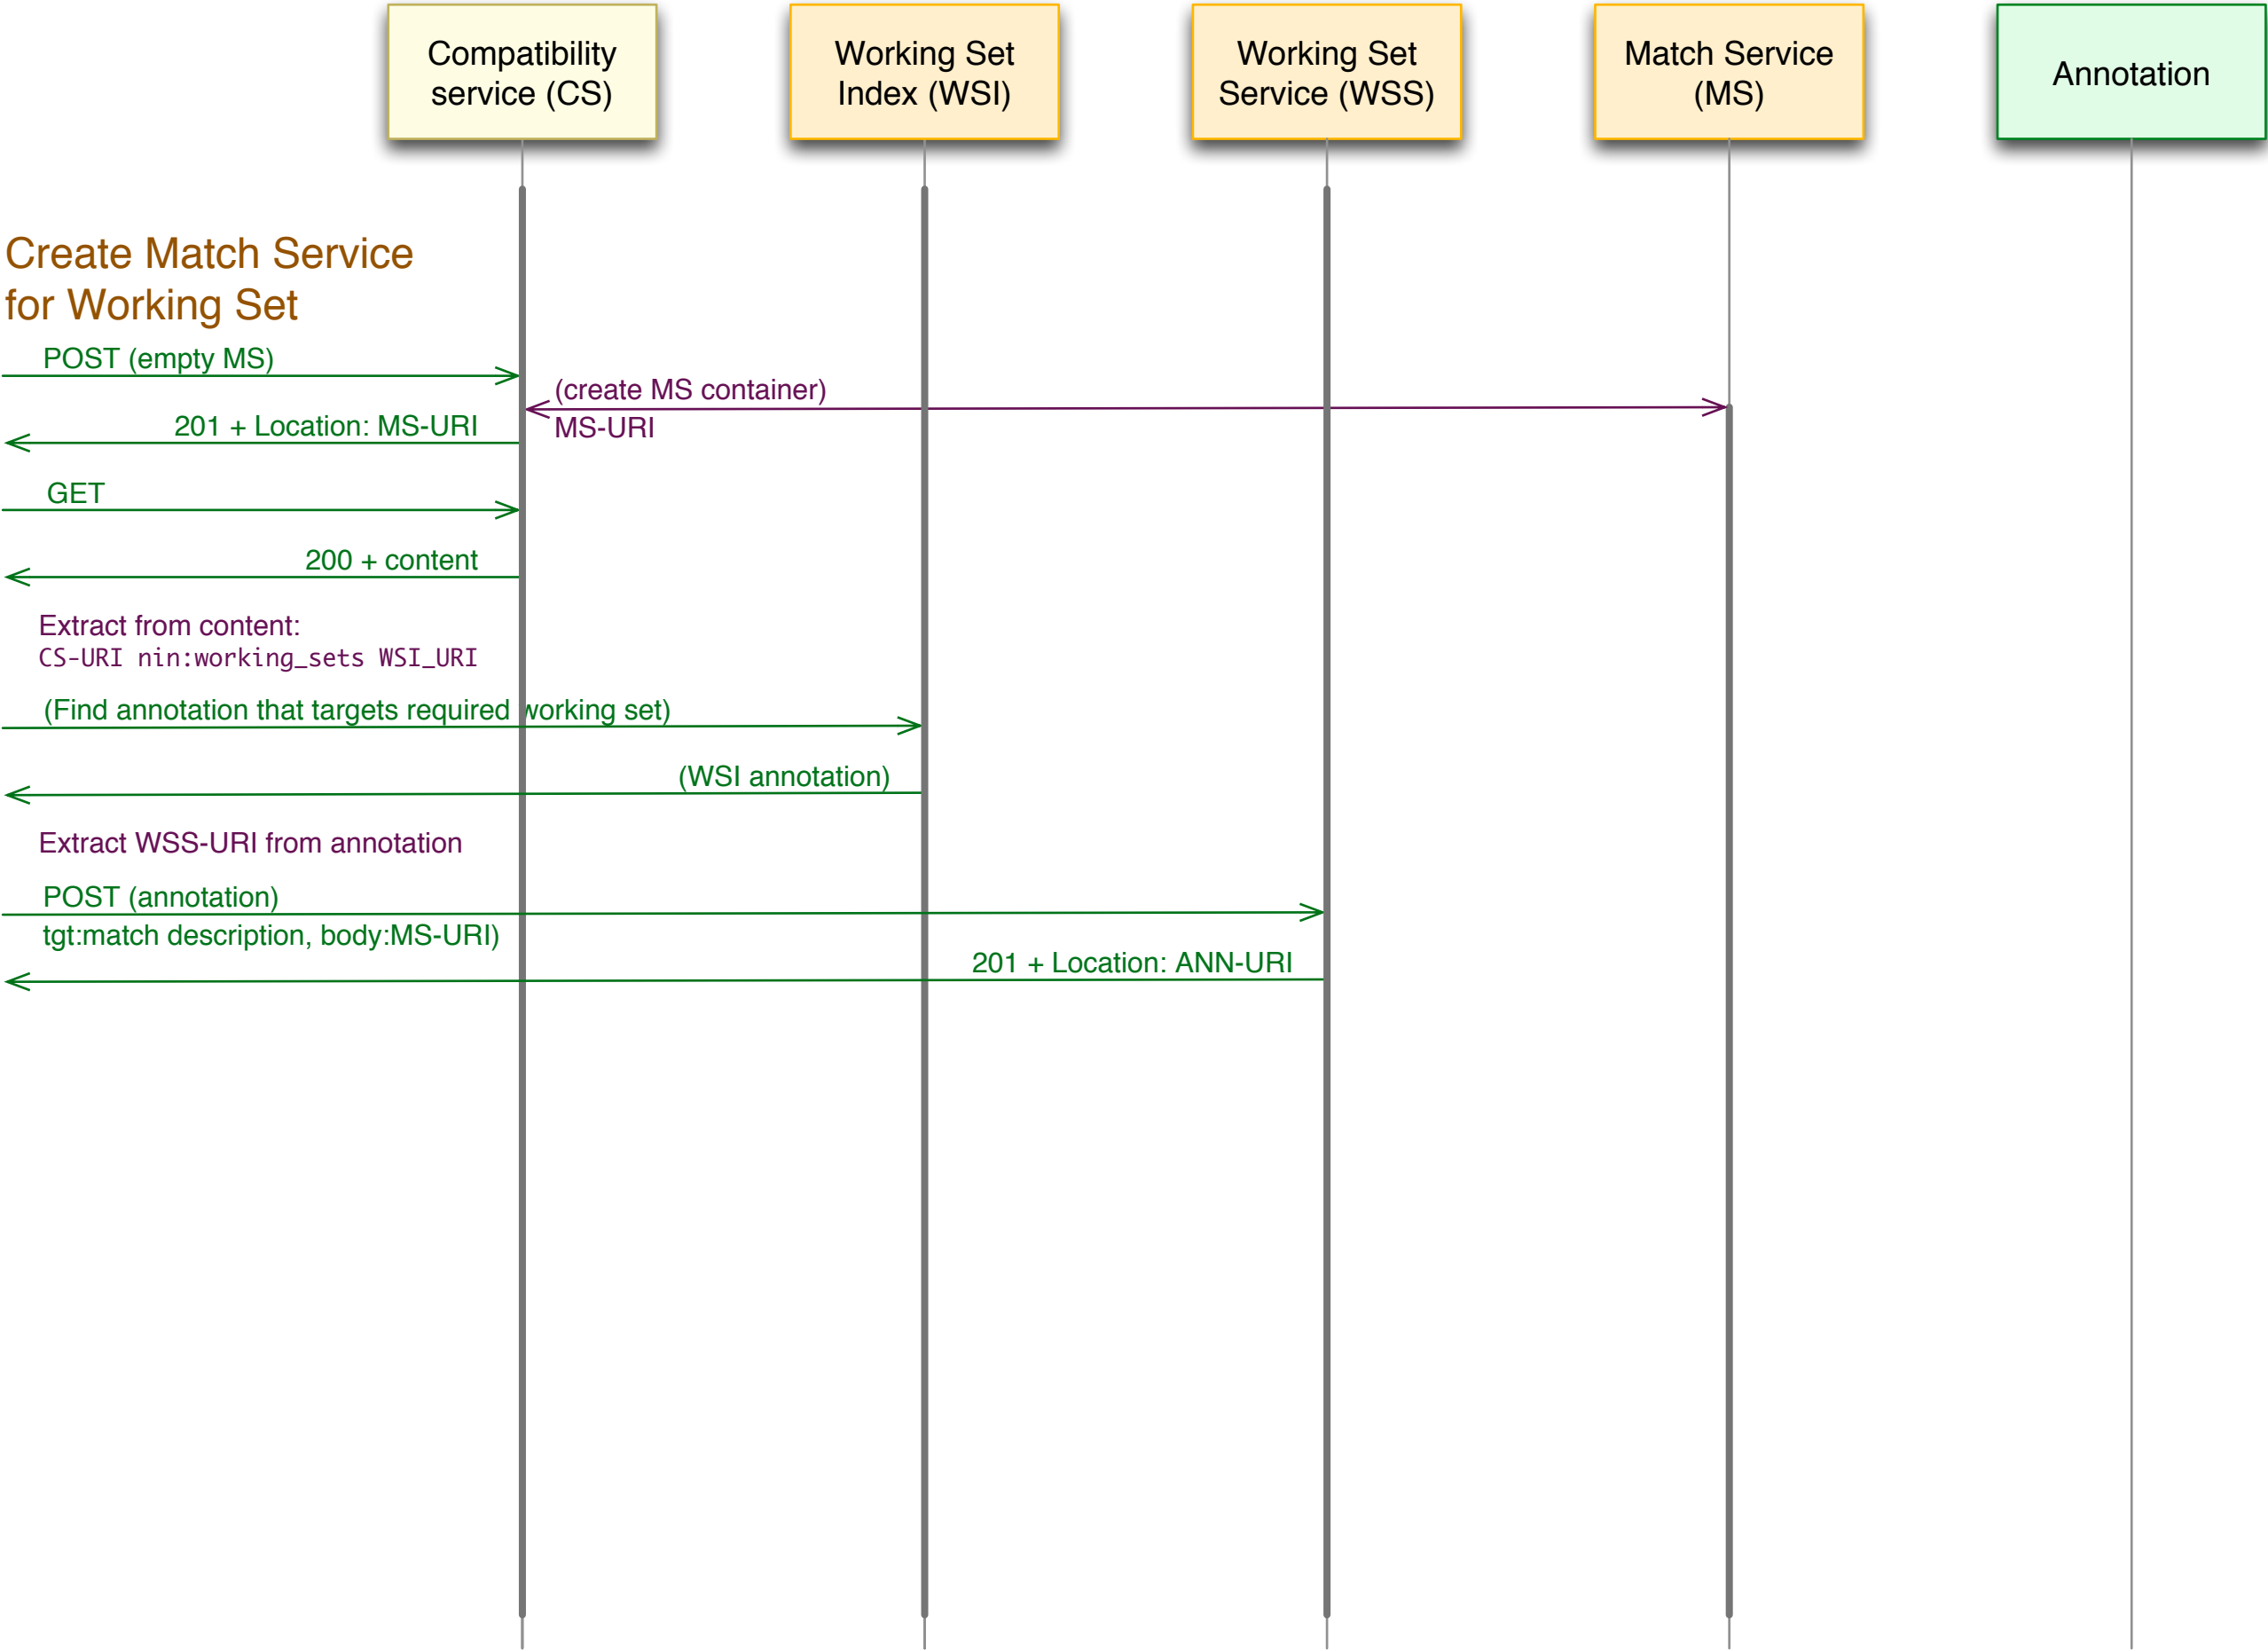 Compatibility
service (CS)
Working Set
Index (WSI)
Working Set
Service (WSS)
Match Service
(MS)
Annotation
Create Match Service
for Working Set
POST (empty MS)
(create MS container)
201 + Location: MS-URI
MS-URI
GET
200 + content
Extract from content:
CS-URI nin:working_sets WSI_URI
(Find annotation that targets required working set)
(WSI annotation)
Extract WSS-URI from annotation
POST (annotation)
tgt:match description, body:MS-URI)
201 + Location: ANN-URI